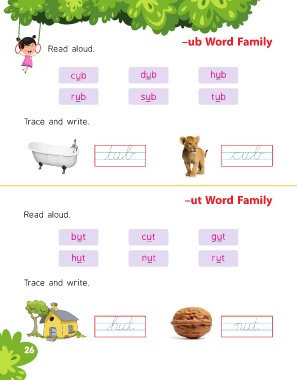 –ub Word Family
Read aloud.
cub dub hub
rub sub tub
Trace and write.
tub cub
–ut Word Family
Read aloud.
but cut gut
hut nut rut
Trace and write.
hut nut
26